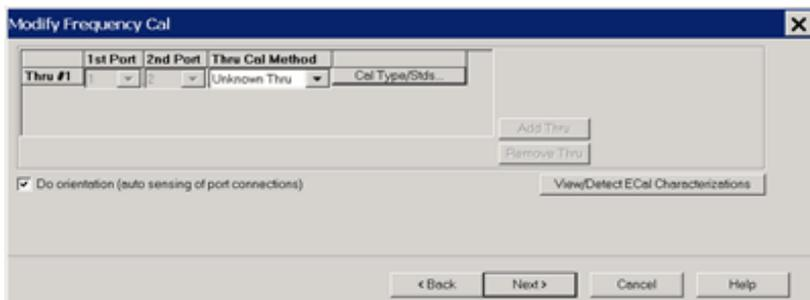 Modify Frequency Cal
1st Port 2nd Port Thru Cal Method
Thru #1 1 2 Unknown Thru Cal Type/Stds...
Add Thru
Remove Thru
Do orientation (auto sensing of port connections)
View/Detect ECal Characterizations
< Back Next > Cancel Help